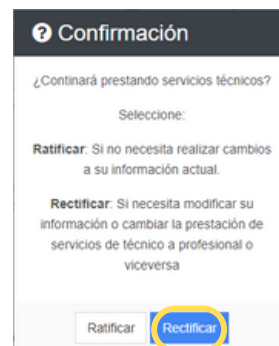 ? Confirmación
¿Continará prestando servicios técnicos?
Seleccione:
Ratificar: Si no necesita realizar cambios
a su información actual.
Rectificar: Si necesita modificar su
información o cambiar la prestación de
servicios de técnico a profesional o
viceversa
Ratificar Rectificar